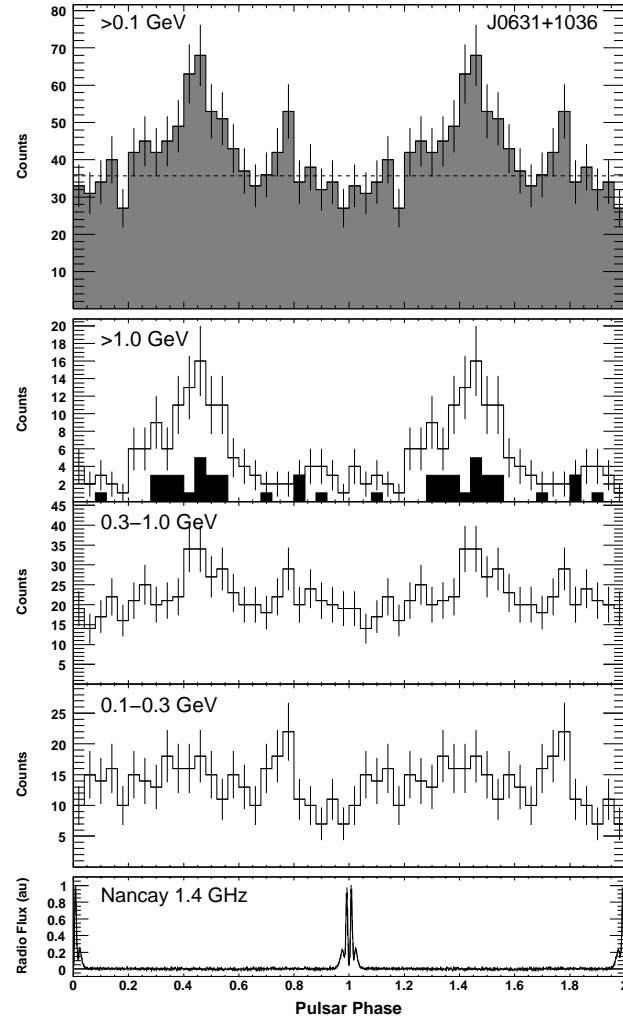 >0.1 GeV
J0631+1036
80
70
60
50
40
30
20
10
Counts
>1.0 GeV
20
18
16
14
12
10
8
6
4
2
Counts
0.3−1.0 GeV
45
40
35
30
25
20
15
10
5
Counts
0.1−0.3 GeV
25
20
15
10
5
Counts
Nancay 1.4 GHz
1
0.8
0.6
0.4
0.2
0
Radio Flux (au)
0 0.2 0.4 0.6 0.8 1 1.2 1.4 1.6 1.8 2
Pulsar Phase